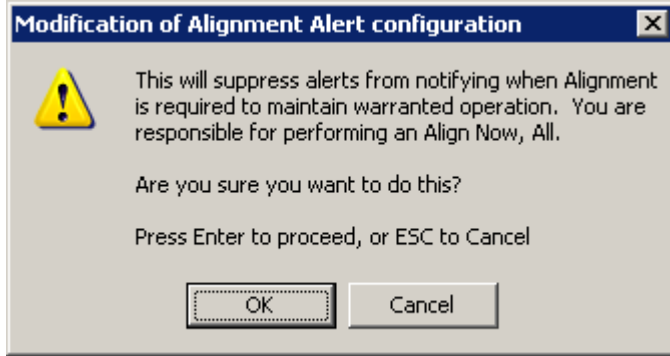 Modification of Alignment Alert configuration
This will suppress alerts from notifying when Alignment
is required to maintain warranted operation.  You are
responsible for performing an Align Now, All.
Are you sure you want to do this?
Press Enter to proceed, or ESC to Cancel
OK
Cancel